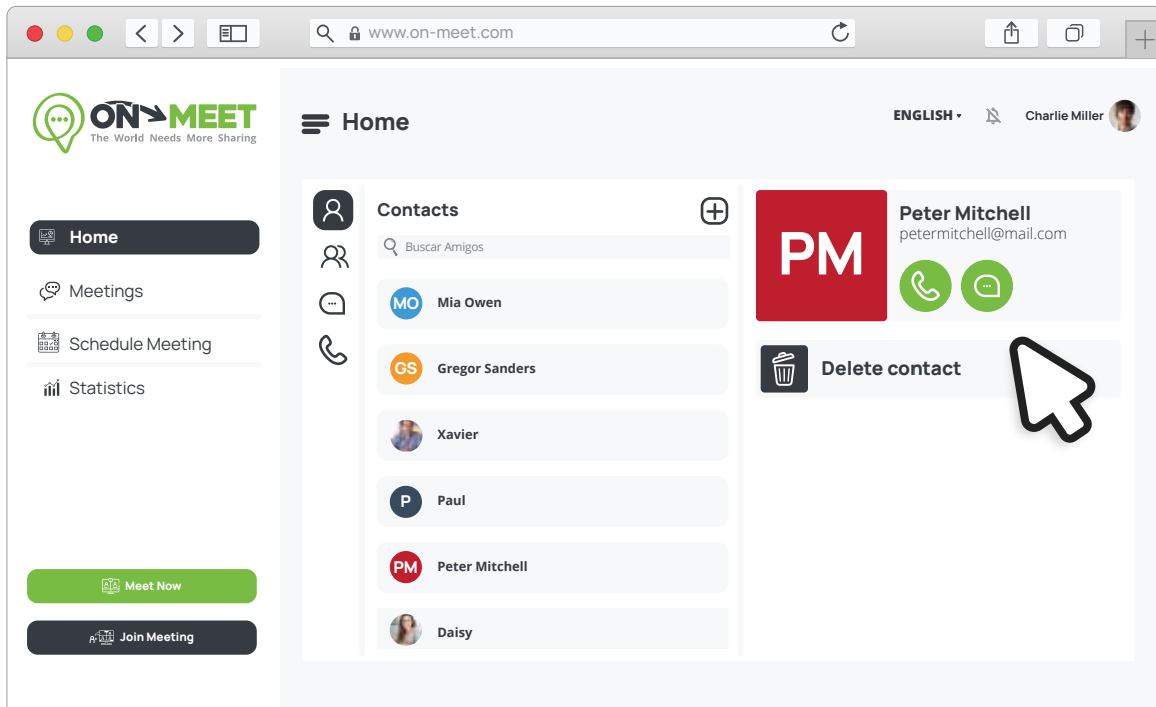 www.on-meet.com
ON MEET
The World Needs More Sharing
Home
ENGLISH
Charlie Miller
Home
Meetings
Schedule Meeting
Statistics
Meet Now
Join Meeting
Contacts
Buscar Amigos
MO Mia Owen
GS Gregor Sanders
Xavier
P Paul
PM Peter Mitchell
Daisy
PM
Peter Mitchell
petermitchell@mail.com
Delete contact